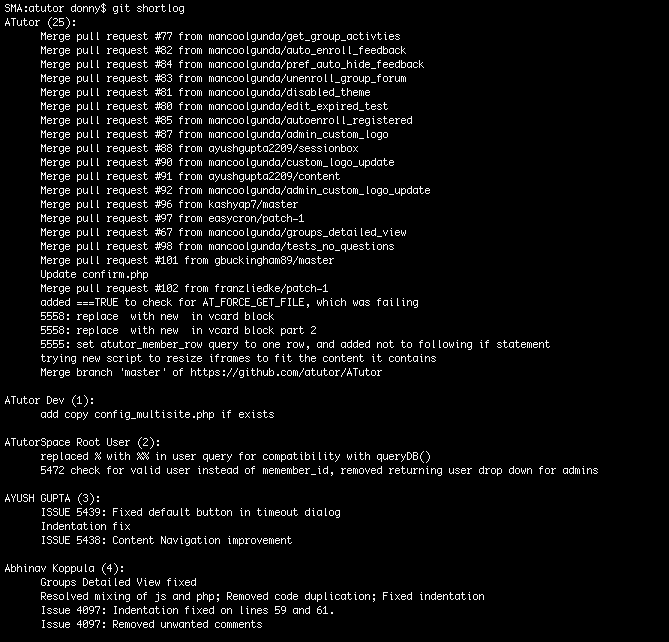 SMA:atutor donny$ git shortlog
ATutor (25):
Merge pull request #77 from mancoolgunda/get_group_activties
Merge pull request #82 from mancoolgunda/auto_enroll_feedback
Merge pull request #84 from mancoolgunda/pref_auto_hide_feedback
Merge pull request #83 from mancoolgunda/unenroll_group_forum
Merge pull request #81 from mancoolgunda/disabled_theme
Merge pull request #80 from mancoolgunda/edit_expired_test
Merge pull request #85 from mancoolgunda/autoenroll_registered
Merge pull request #87 from mancoolgunda/admin_custom_logo
Merge pull request #88 from ayushgupta2209/sessionbox
Merge pull request #90 from mancoolgunda/custom_logo_update
Merge pull request #91 from ayushgupta2209/content
Merge pull request #92 from mancoolgunda/admin_custom_logo_update
Merge pull request #96 from kashyap7/master
Merge pull request #97 from easycron/patch-1
Merge pull request #67 from mancoolgunda/groups_detailed_view
Merge pull request #98 from mancoolgunda/tests_no_questions
Merge pull request #101 from gbuckingham89/master
Update confirm.php
Merge pull request #102 from franzliedke/patch-1
added ===TRUE to check for AT_FORCE_GET_FILE, which was failing
5558: replace  with new  in vcard block
5558: replace  with new  in vcard block part 2
5555: set atutor_member_row query to one row, and added not to following if statement
trying new script to resize iframes to fit the content it contains
Merge branch 'master' of https://github.com/atutor/ATutor
ATutor Dev (1):
add copy config_multisite.php if exists
ATutorSpace Root User (2):
replaced % with %% in user query for compatibility with queryDB()
5472 check for valid user instead of memember_id, removed returning user drop down for admins
AYUSH GUPTA (3):
ISSUE 5439: Fixed default button in timeout dialog
Indentation fix
ISSUE 5438: Content Navigation improvement
Abhinav Koppula (4):
Groups Detailed View fixed
Resolved mixing of js and php; Removed code duplication; Fixed indentation
Issue 4097: Indentation fixed on lines 59 and 61.
Issue 4097: Removed unwanted comments